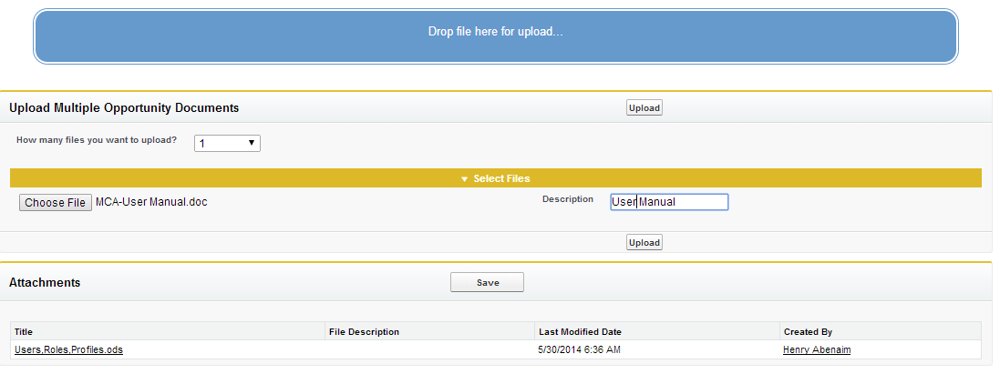 Drop file here for upload...
Upload Multiple Opportunity Documents Upload
How many files you want to upload? 1
Select Files
Choose File MCA-User Manual.doc Description User Manual
Upload
Attachments Save
Title File Description Last Modified Date Created By
Users,Roles,Profiles.ods 5/30/2014 6:36 AM Henry Abenaim